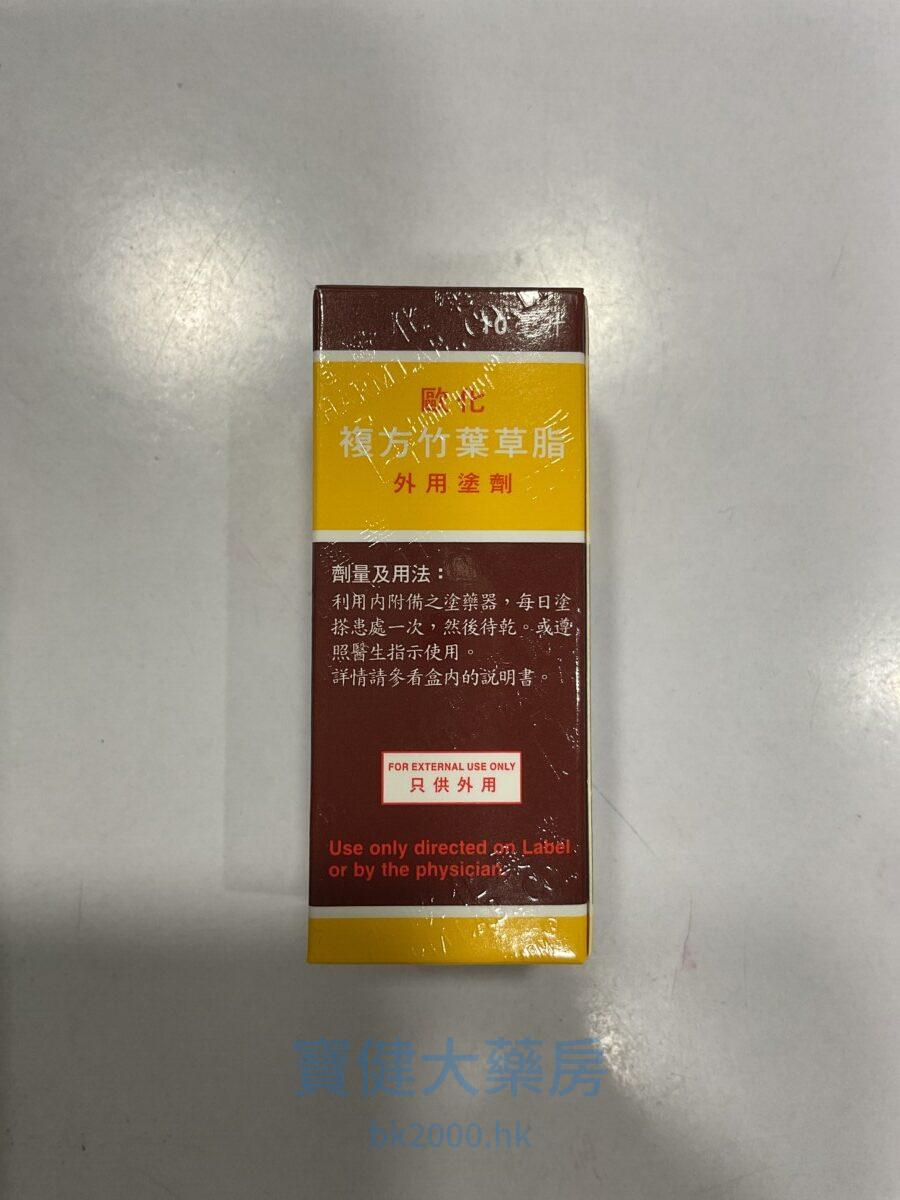 10
歐化
複方竹葉草脂
外用塗劑
劑量及用法：
利用內附備之塗藥器，每日塗
搽患處一次，然後待乾。或遵
照醫生指示使用。
詳情請參看盒內的說明書。
FOR EXTERNAL USE ONLY
只供外用
Use only directed on Label
or by the physician.
寶健大藥房
bk2000.hk